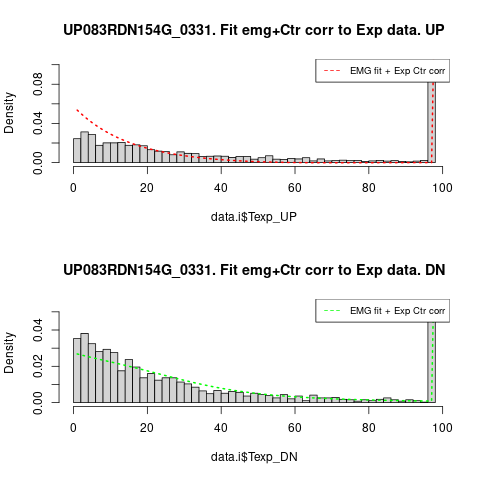 UP083RDN154G_0331. Fit emg+Ctr corr to Exp data. UP
EMG fit + Exp Ctr corr
Density
0.00 0.04 0.08
0 20 40 60 80 100
data.i$Texp_UP
UP083RDN154G_0331. Fit emg+Ctr corr to Exp data. DN
EMG fit + Exp Ctr corr
Density
0.00 0.02 0.04
0 20 40 60 80 100
data.i$Texp_DN